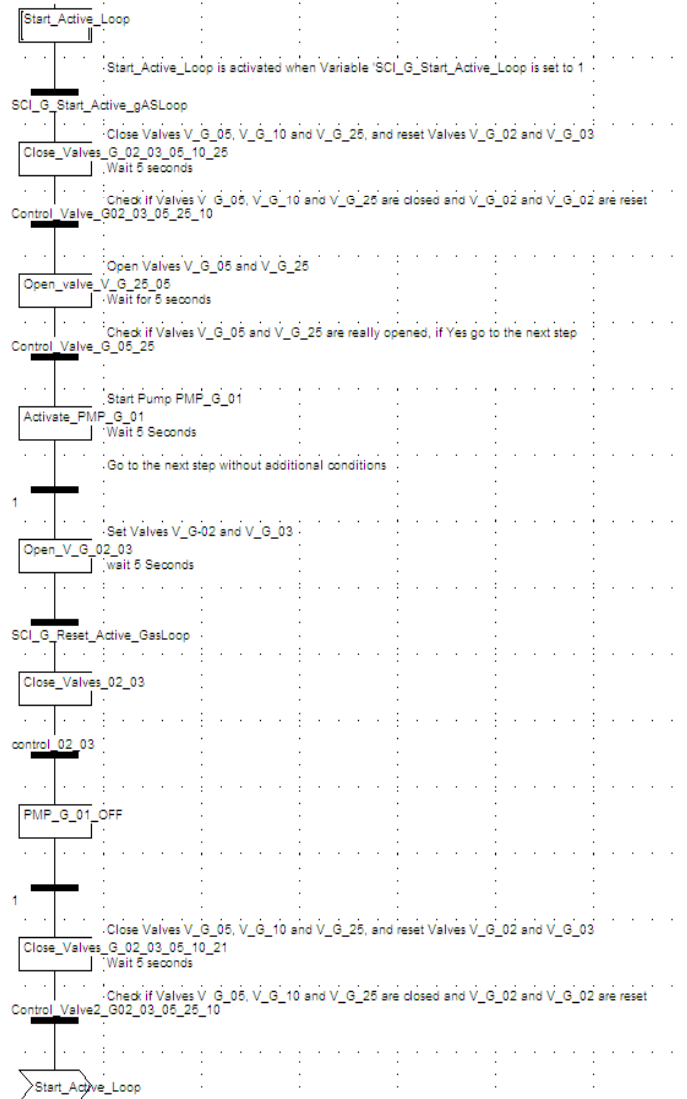 Start_Active_Loop
Start_Active_Loop is activated when Variable 'SCI_G_Start_Active_Loop is set to 1
SCI_G_Start_Active_gASLoop
Close Valves V_G_05, V_G_10 and V_G_25, and reset Valves V_G_02 and V_G_03
Close_Valves_G_02_03_05_10_25
Wait 5 seconds
Check if Valves V_G_05, V_G_10 and V_G_25 are closed and V_G_02 and V_G_02 are reset
Control_Valve_G02_03_05_25_10
Open Valves V_G_05 and V_G_25
Open_valve_V_G_25_05
Wait for 5 seconds
Check if Valves V_G_05 and V_G_25 are really opened, if Yes go to the next step
Control_Valve_G_05_25
Start Pump PMP_G_01
Activate_PMP_G_01
Wait 5 Seconds
Go to the next step without additional conditions
1
Set Valves V_G-02 and V_G_03
Open_V_G_02_03
wait 5 Seconds
SCI_G_Reset_Active_GasLoop
Close_Valves_02_03
control_02_03
PMP_G_01_OFF
1
Close Valves V_G_05, V_G_10 and V_G_25, and reset Valves V_G_02 and V_G_03
Close_Valves_G_02_03_05_10_21
Wait 5 seconds
Check if Valves V_G_05, V_G_10 and V_G_25 are closed and V_G_02 and V_G_02 are reset
Control_Valve2_G02_03_05_25_10
Start_Active_Loop